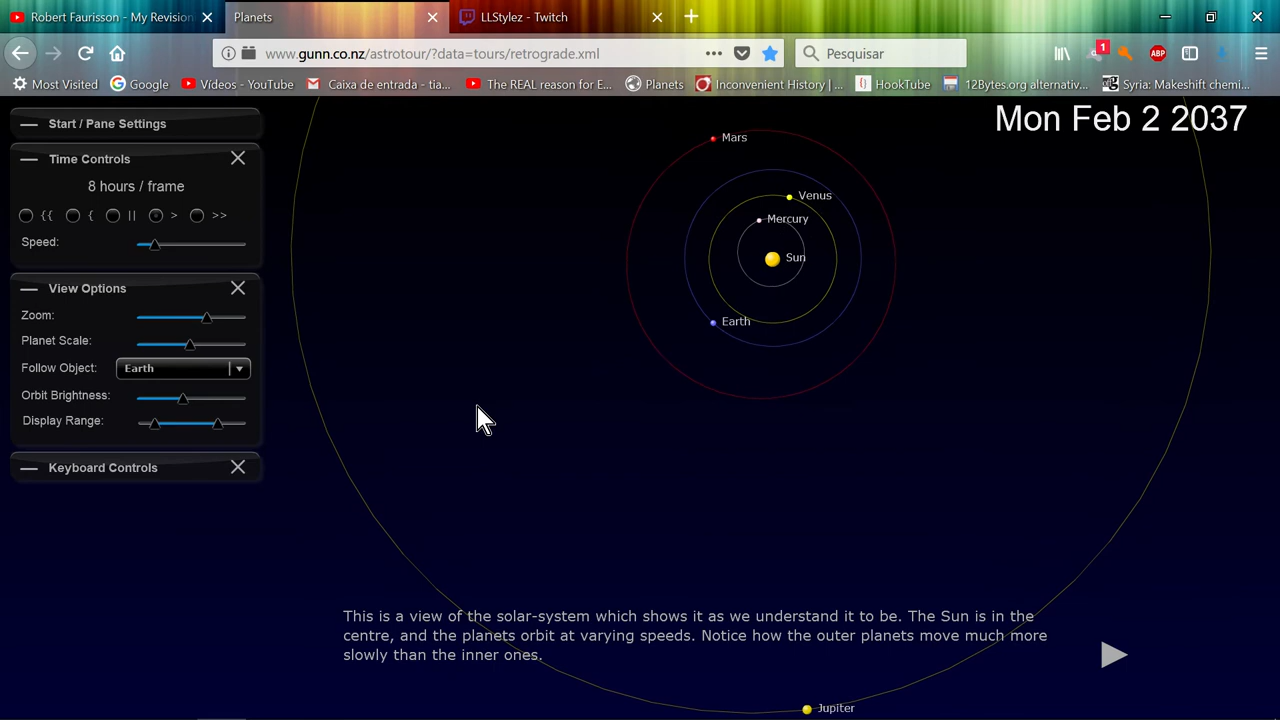 Robert Faurisson - My Revision
Planets
LLStylez - Twitch
www.gunn.co.nz/astrotour/?data=tours/retrograde.xml
Pesquisar
1
ABP
Most Visited
Google
Vídeos - YouTube
Caixa de entrada - tia...
The REAL reason for E...
Planets
Inconvenient History | ...
HookTube
12Bytes.org alternativ...
Syria: Makeshift chemi...
Mon Feb 2 2037
Start / Pane Settings
Time Controls
8 hours / frame
{{ { || > >>
Speed:
View Options
Zoom:
Planet Scale:
Follow Object: Earth
Orbit Brightness:
Display Range:
Keyboard Controls
Mars
Venus
Mercury
Sun
Earth
This is a view of the solar-system which shows it as we understand it to be. The Sun is in the
centre, and the planets orbit at varying speeds. Notice how the outer planets move much more
slowly than the inner ones.
Jupiter